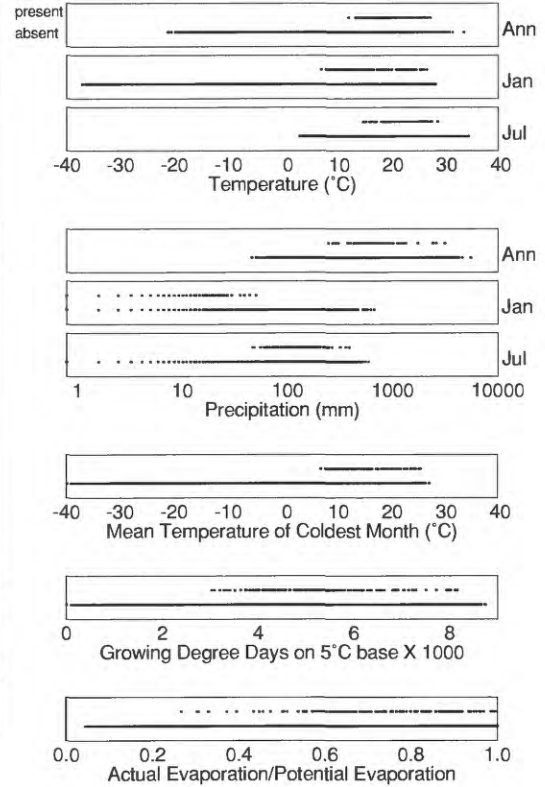 present
absent
Ann
Jan
Jul
-40 -20 -10 0 10 20 30 40
Temperature (˚C)
Ann
Jan
Jul
1 10 100 1000 10000
Precipitation (mm)
-40 -30 -20 -10 0 10 20 30 40
Mean Temperature of Coldest Month (˚C)
0 2 4 6 8
Growing Degree Days on 5˚C base X 1000
0.0 0.2 0.4 0.6 0.8 1.0
Actual Evaporation/Potential Evaporation